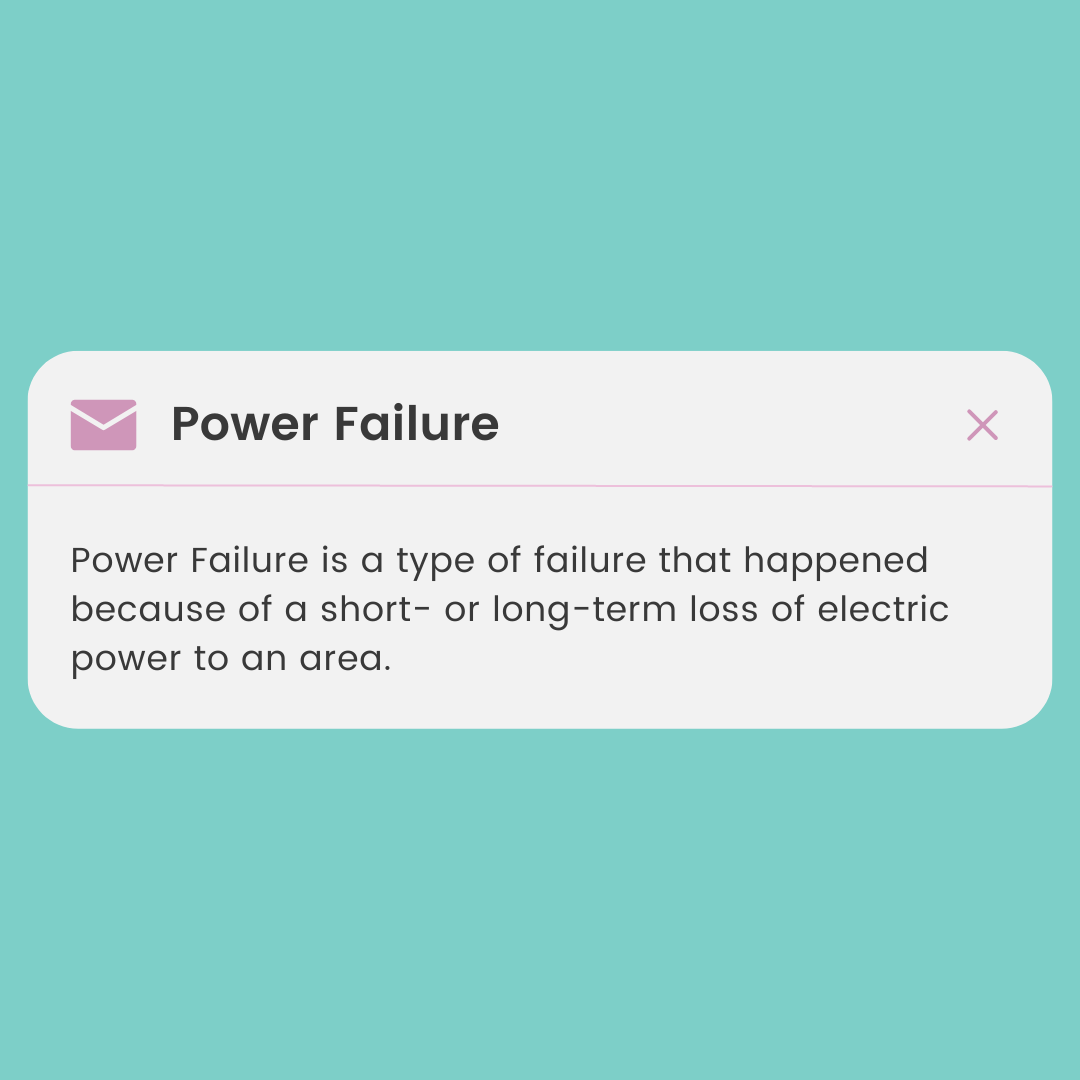 Power Failure
Power Failure is a type of failure that happened
because of a short- or long-term loss of electric
power to an area.